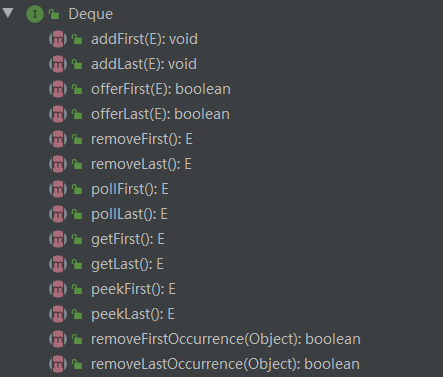 Deque
addFirst(E): void
addLast(E): void
offerFirst(E): boolean
offerLast(E): boolean
removeFirst(): E
removeLast(): E
pollFirst(): E
pollLast(): E
getFirst(): E
getLast(): E
peekFirst(): E
peekLast(): E
removeFirstOccurrence(Object): boolean
removeLastOccurrence(Object): boolean